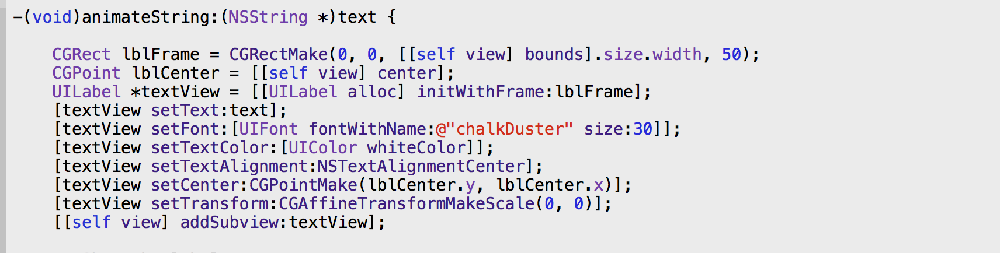 -(void)animateString:(NSString *)text {
CGRect lblFrame = CGRectMake(0, 0, [[self view] bounds].size.width, 50);
CGPoint lblCenter = [[self view] center];
UILabel *textView = [[UILabel alloc] initWithFrame:lblFrame];
[textView setText:text];
[textView setFont:[UIFont fontWithName:@"chalkDuster" size:30]];
[textView setTextColor:[UIColor whiteColor]];
[textView setTextAlignment:NSTextAlignmentCenter];
[textView setCenter:CGPointMake(lblCenter.y, lblCenter.x)];
[textView setTransform:CGAffineTransformMakeScale(0, 0)];
[[self view] addSubview:textView];